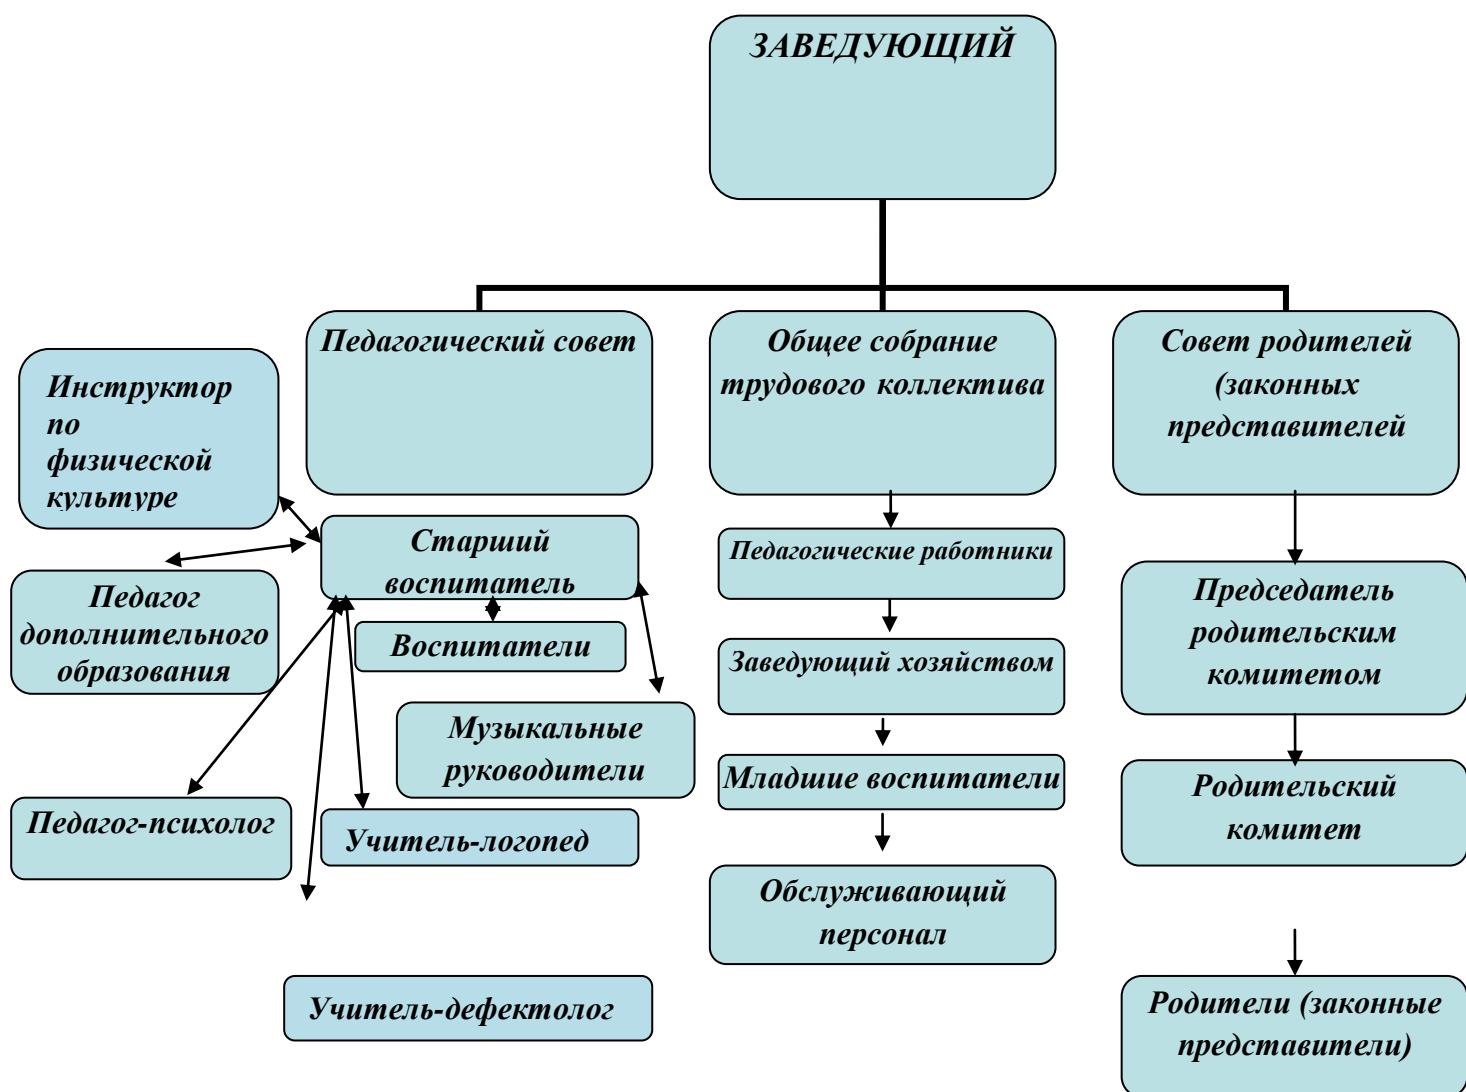 ЗАВЕДУЮЩИЙ
Педагогический совет
Общее собрание
трудового коллектива
Совет родителей
(законных
представителей
Инструктор
по
физической
культуре
Старший
воспитатель
Педагог
дополнительного
образования
Воспитатели
Музыкальные
руководители
Педагог-психолог
Учитель-логопед
Учитель-дефектолог
Педагогические работники
Заведующий хозяйством
Младшие воспитатели
Обслуживающий
персонал
Председатель
родительским
комитетом
Родительский
комитет
Родители (законные
представители)